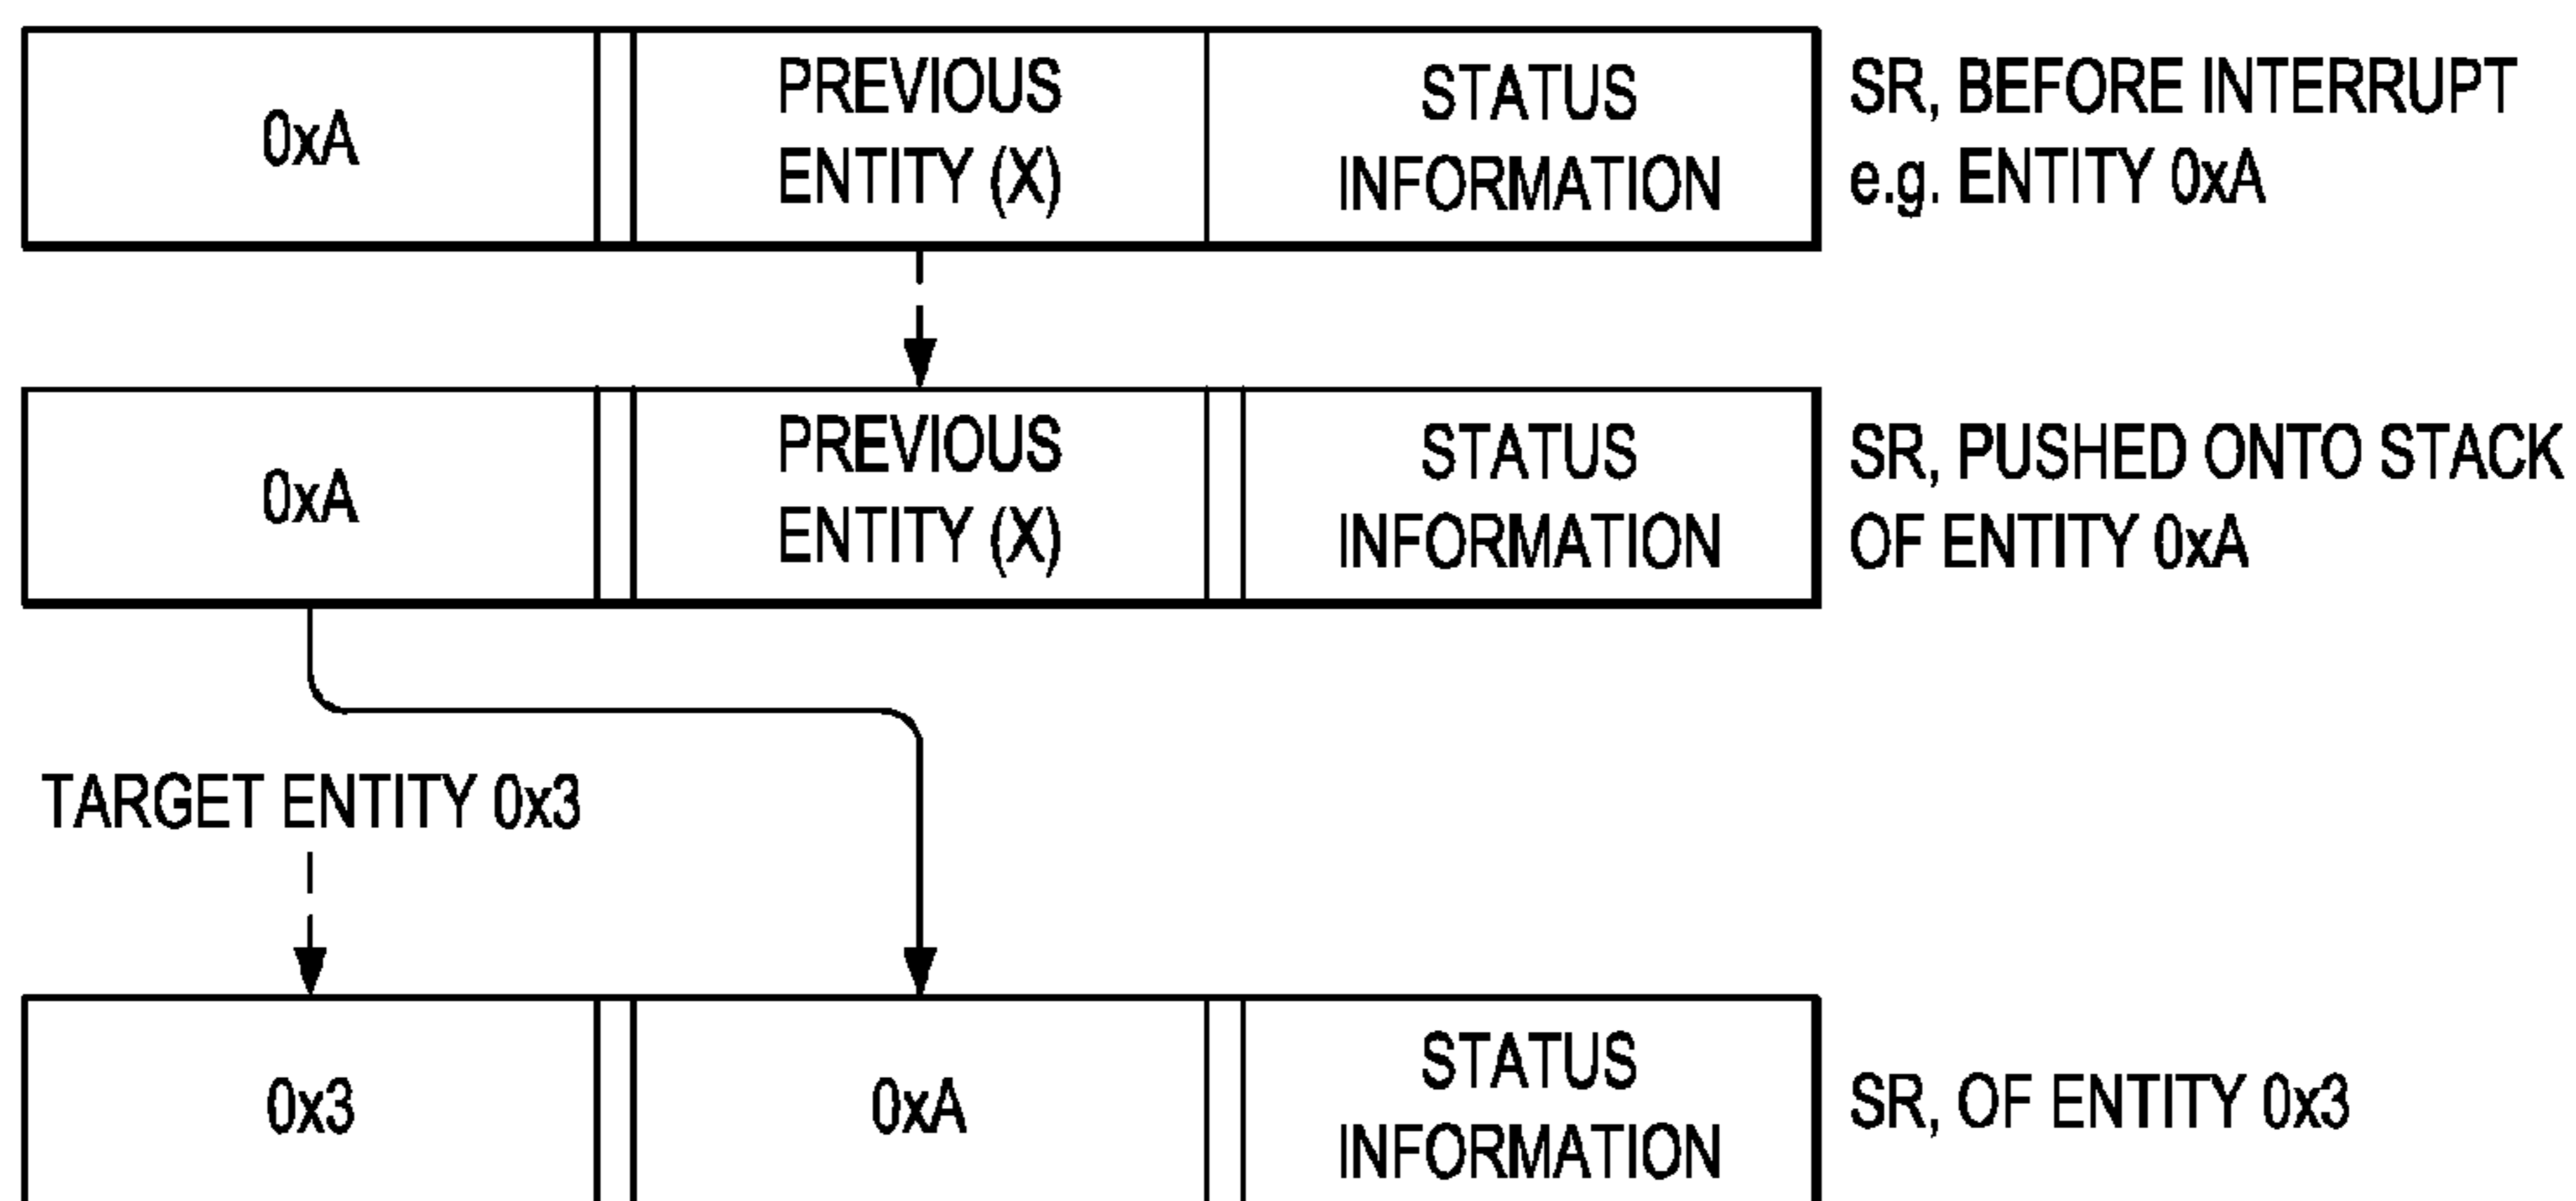 0xA
PREVIOUS
ENTITY (X)
STATUS
INFORMATION
SR, BEFORE INTERRUPT
e.g. ENTITY 0xA
0xA
PREVIOUS
ENTITY (X)
STATUS
INFORMATION
SR, PUSHED ONTO STACK
OF ENTITY 0xA
TARGET ENTITY 0x3
0x3
0xA
STATUS
INFORMATION
SR, OF ENTITY 0x3